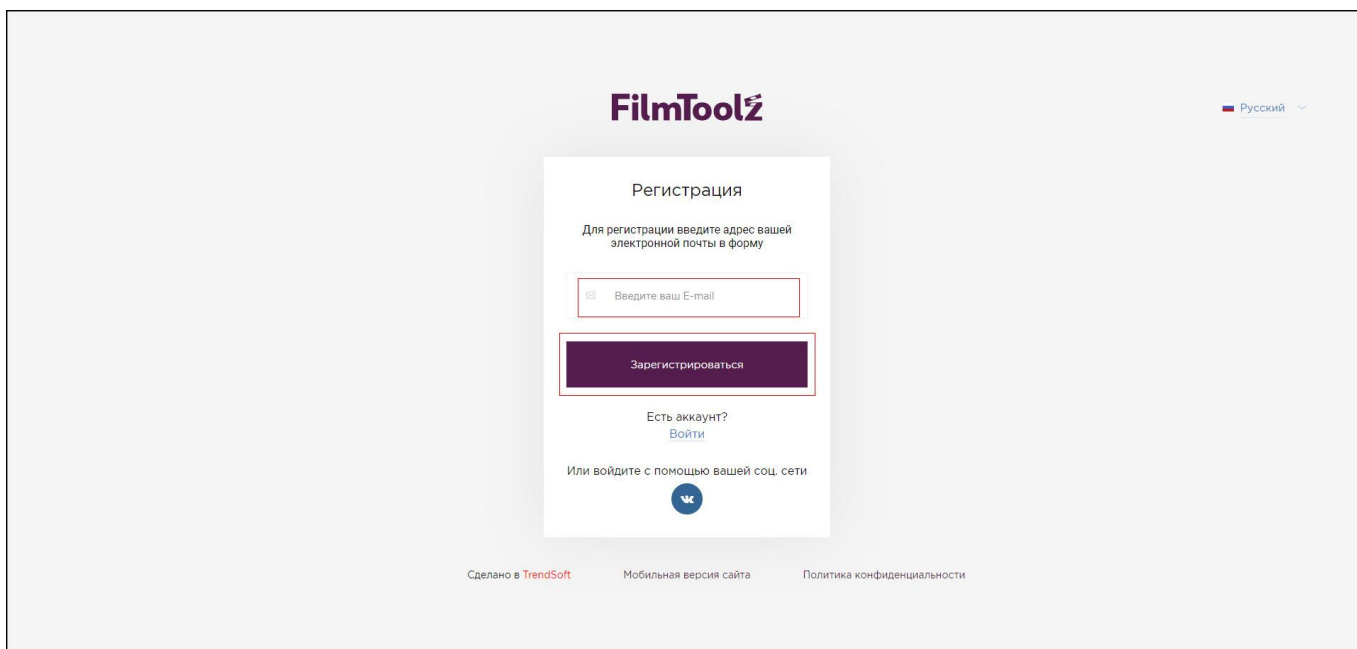 FilmToolz
Русский
Регистрация
Для регистрации введите адрес вашей
электронной почты в форму
Введите ваш E-mail
Зарегистрироваться
Есть аккаунт?
Войти
Или войдите с помощью вашей соц. сети
Сделано в TrendSoft
Мобильная версия сайта
Политика конфиденциальности